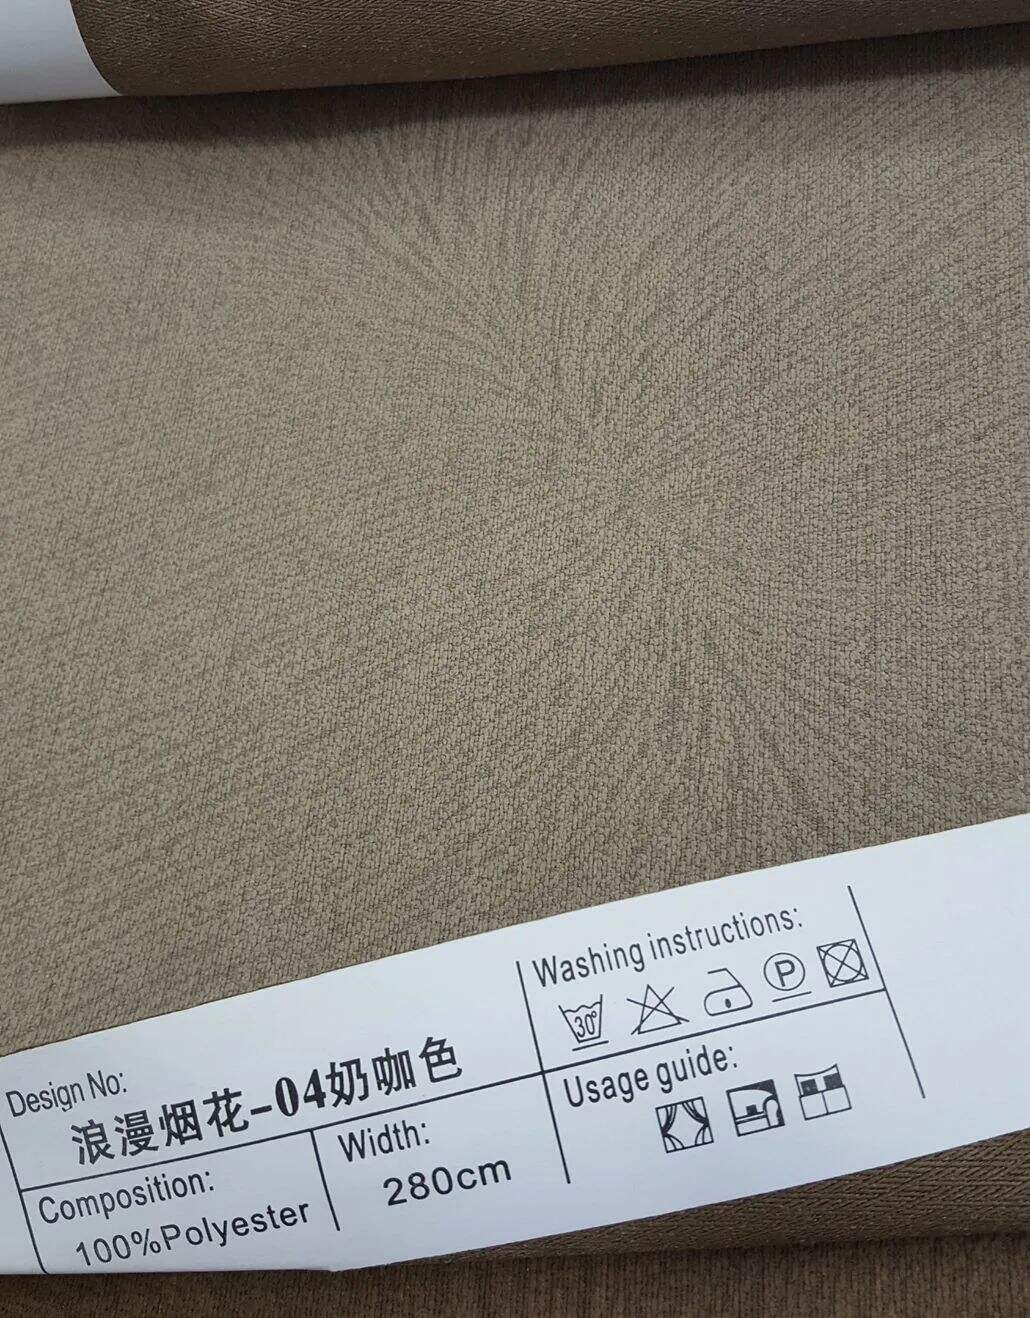 Design No:
浪漫烟花-04奶咖色
Composition:
100%Polyester
Width:
280cm
Washing instructions:
30°
P
Usage guide: